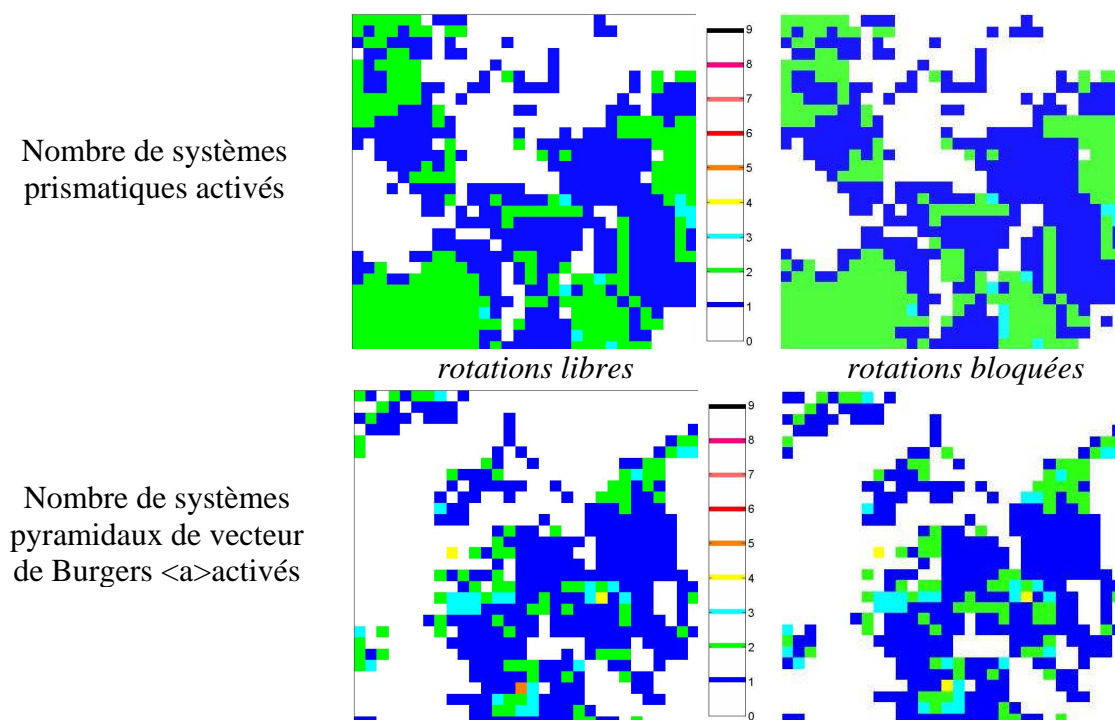 Nombre de systèmes
prismatiques activés
9
8
7
6
5
4
3
2
1
0
rotations libres
rotations bloquées
Nombre de systèmes
pyramidaux de vecteur
de Burgers <a>activés
9
8
7
6
5
4
3
2
1
0